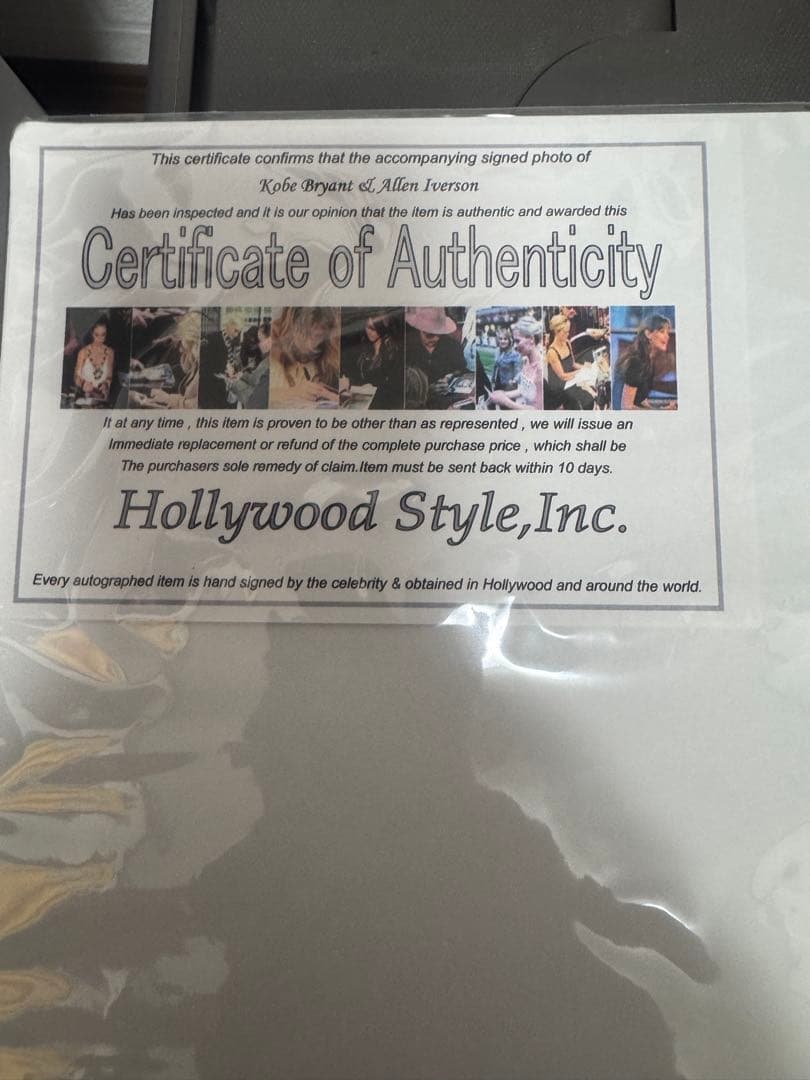 This certificate confirms that the accompanying signed photo of
Kobe Bryant & Allen Iverson
Has been inspected and it is our opinion that the item is authentic and awarded this
Certificate of Authenticity
It at any time , this item is proven to be other than as represented , we will issue an
Immediate replacement or refund of the complete purchase price , which shall be
The purchasers sole remedy of claim.Item must be sent back within 10 days.
Hollywood Style,Inc.
Every autographed item is hand signed by the celebrity & obtained in Hollywood and around the world.